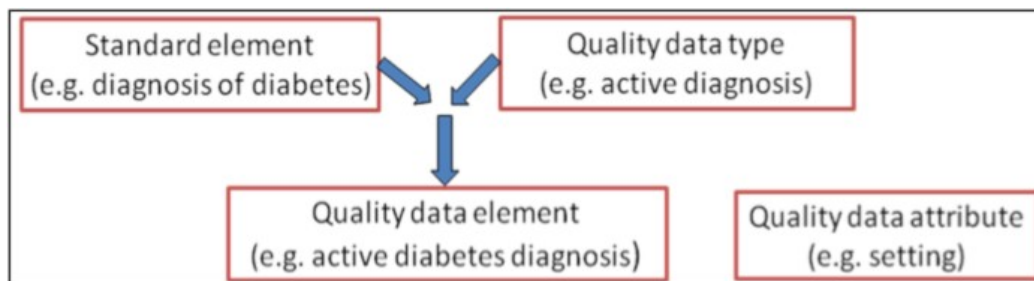 Standard element
(e.g. diagnosis of diabetes)
Quality data type
(e.g. active diagnosis)
Quality data element
(e.g. active diabetes diagnosis)
Quality data attribute
(e.g. setting)